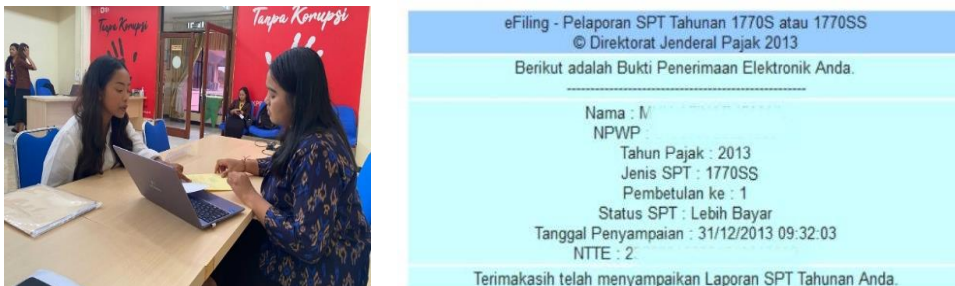 Tanpa Korupsi
Tanpa Korupsi
eFiling - Pelaporan SPT Tahunan 1770S atau 1770SS
© Direktorat Jenderal Pajak 2013
Berikut adalah Bukti Penerimaan Elektronik Anda.
--------------------------------------------------
Nama : M
NPWP :
Tahun Pajak : 2013
Jenis SPT : 1770SS
Pembetulan ke : 1
Status SPT : Lebih Bayar
Tanggal Penyampaian : 31/12/2013 09:32:03
NTTE : 2
Terimakasih telah menyampaikan Laporan SPT Tahunan Anda.